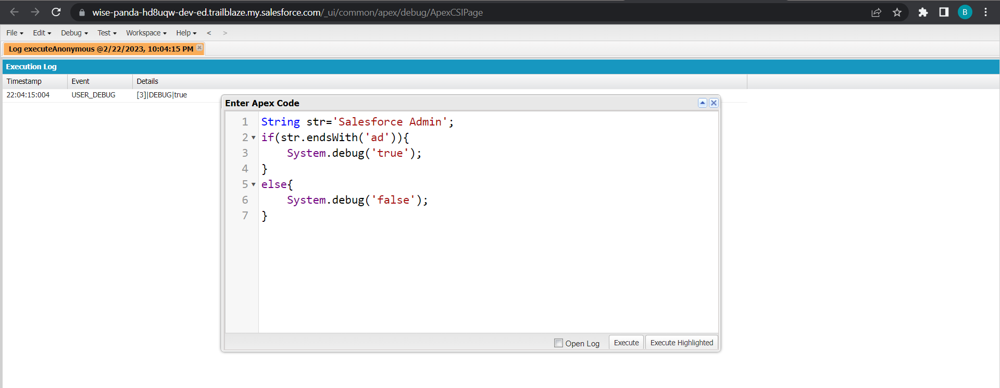 wise-panda-hd8uqw-dev-ed.trailblaze.my.salesforce.com/_ui/common/apex/debug/ApexCSIPage
B
File Edit Debug Test Workspace Help < >
Log executeAnonymous @2/22/2023, 10:04:15 PM
Execution Log
Timestamp Event Details
22:04:15:004 USER_DEBUG [3]|DEBUG|true
Enter Apex Code
1 String str='Salesforce Admin';
2 if(str.endsWith('ad')){
3 System.debug('true');
4 }
5 else{
6 System.debug('false');
7 }
Open Log Execute Execute Highlighted